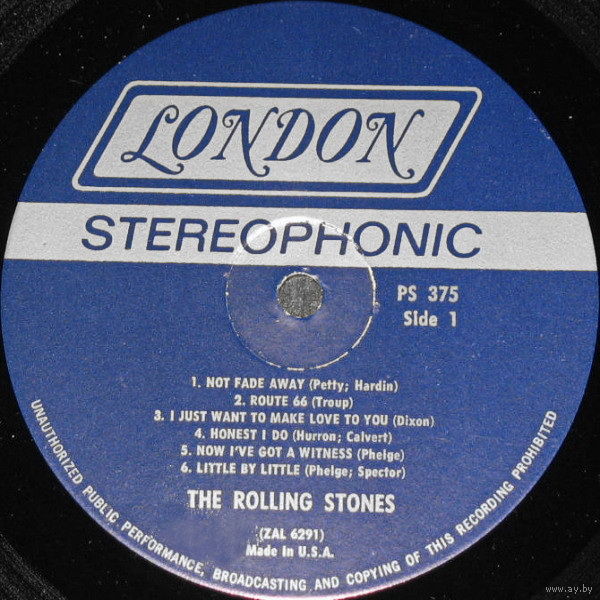 LONDON
STEREOPHONIC
PS 375
Side 1
1. NOT FADE AWAY (Petty; Hardin)
2. ROUTE 66 (Troup)
3. I JUST WANT TO MAKE LOVE TO YOU (Dixon)
4. HONEST I DO (Hurron; Calvert)
5. NOW I'VE GOT A WITNESS (Phelge)
6. LITTLE BY LITTLE (Phelge; Spector)
THE ROLLING STONES
(ZAL 6291)
Made in U.S.A.
UNAUTHORIZED PUBLIC PERFORMANCE, BROADCASTING AND COPYING OF THIS RECORDING PROHIBITED
www.ay.by